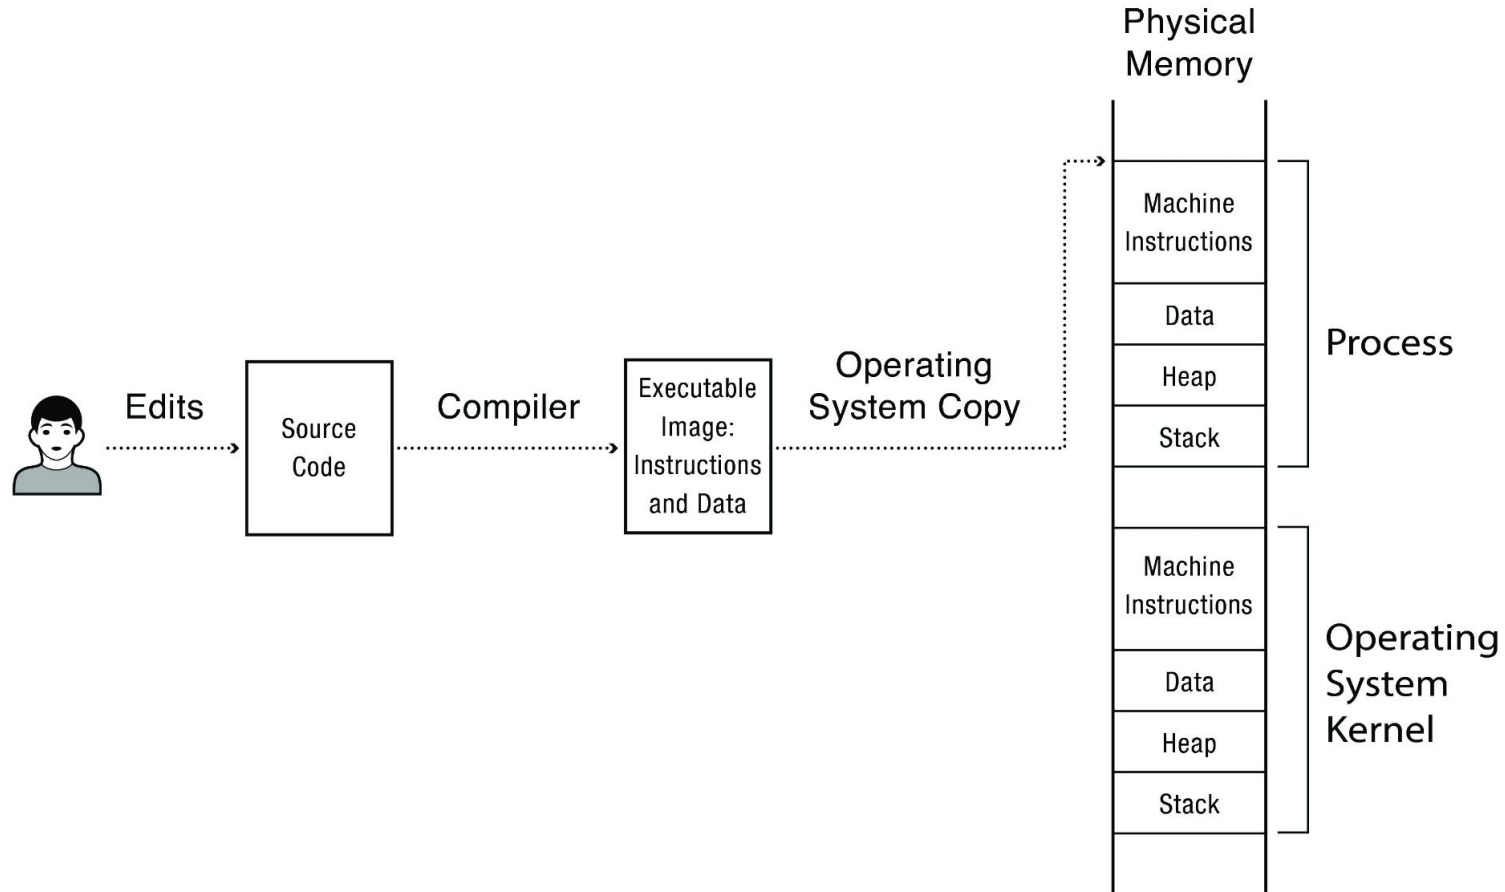 Physical
Memory
Edits
Source
Code
Compiler
Executable
Image:
Instructions
and Data
Operating
System Copy
Machine
Instructions
Data
Heap
Stack
Process
Machine
Instructions
Data
Heap
Stack
Operating
System
Kernel